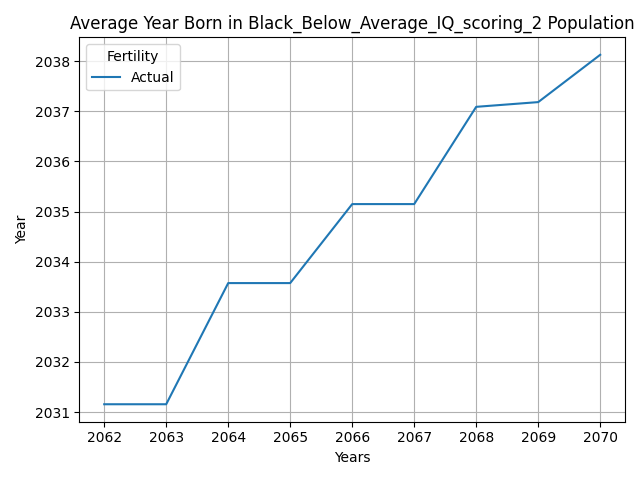 Average Year Born in Black_Below_Average_IQ_scoring_2 Population
Fertility
Actual
2038
2037
2036
2035
2034
2033
2032
2031
Year
2062 2063 2064 2065 2066 2067 2068 2069 2070
Years